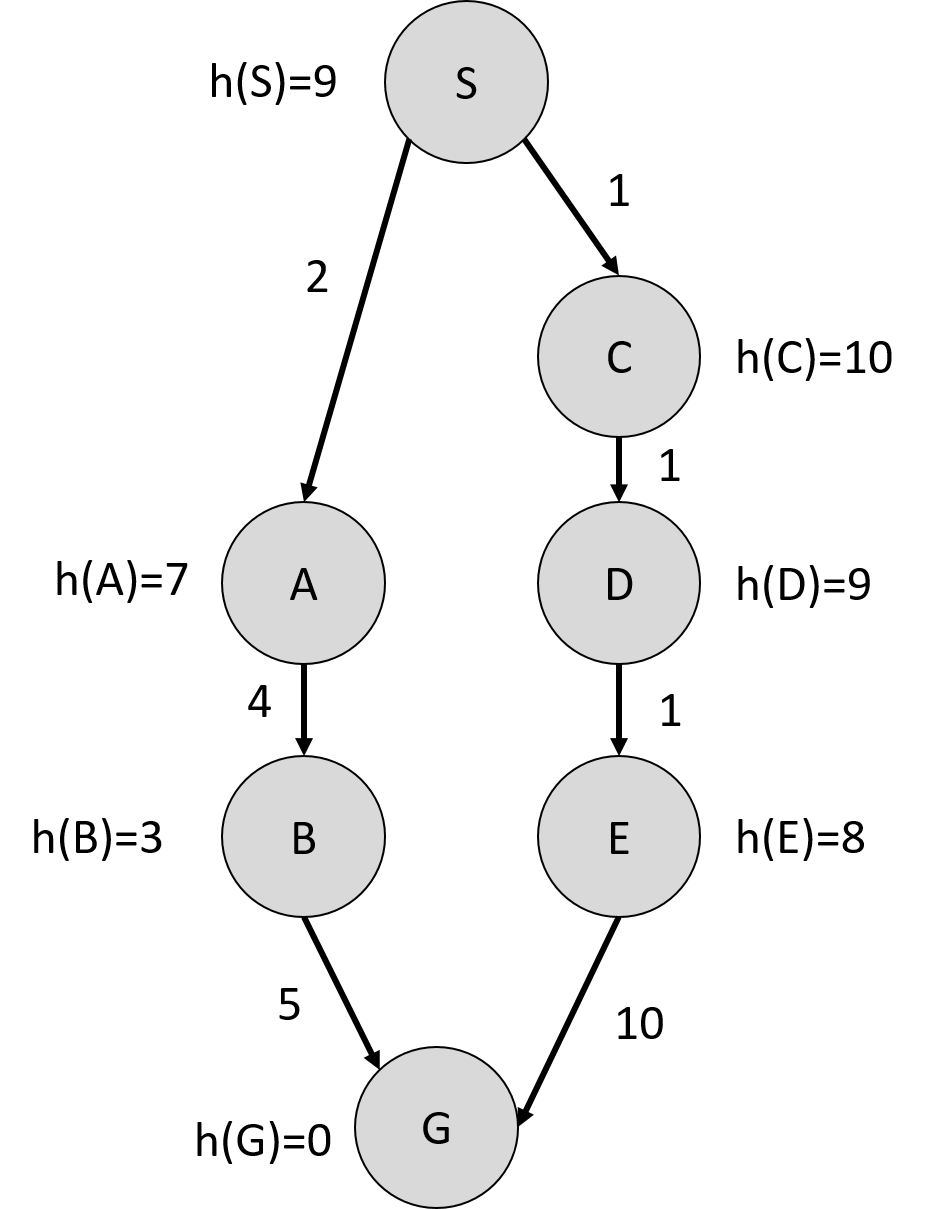 h(S)=9
S
1
2
C
h(C)=10
1
h(A)=7
A
D
h(D)=9
4
1
h(B)=3
B
E
h(E)=8
5
10
h(G)=0
G